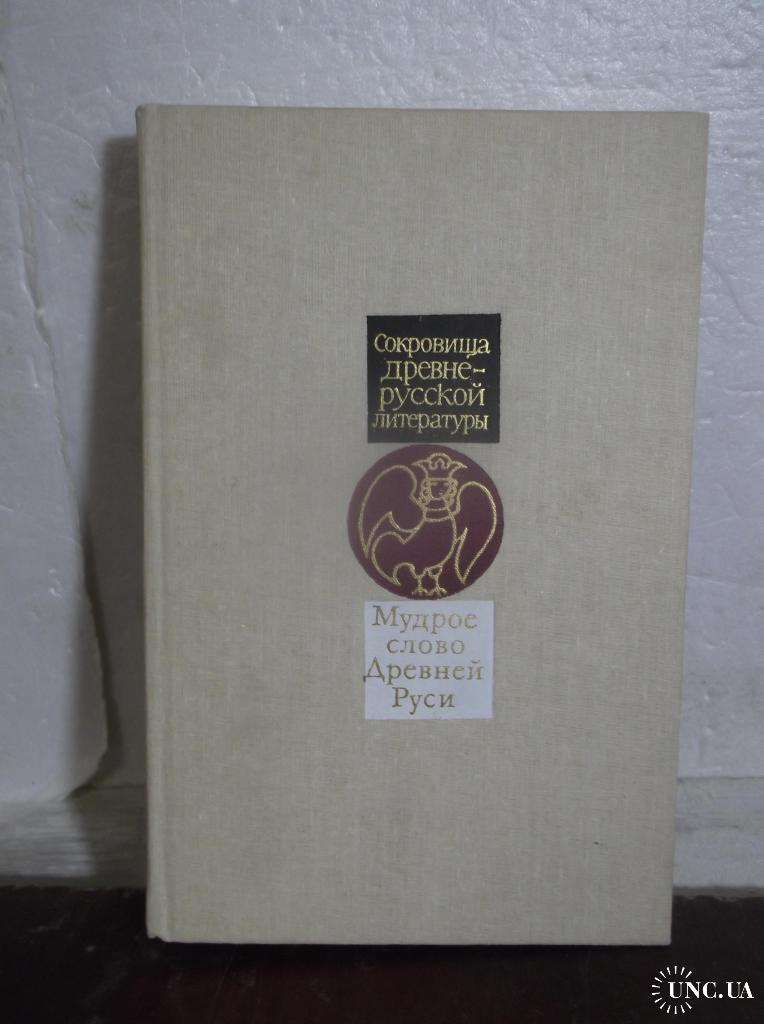 Сокровища
древне-
русской
литературы
Мудрое
слово
Древней
Руси
UNC.UA